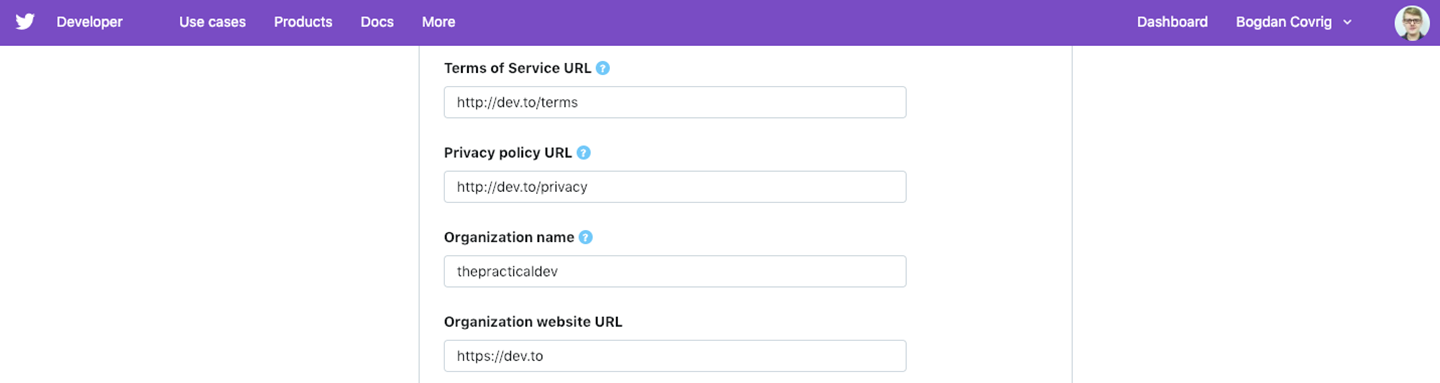 Developer Use cases Products Docs More Dashboard Bogdan Covrig
Terms of Service URL ?
http://dev.to/terms
Privacy policy URL ?
http://dev.to/privacy
Organization name ?
thepracticaldev
Organization website URL
https://dev.to